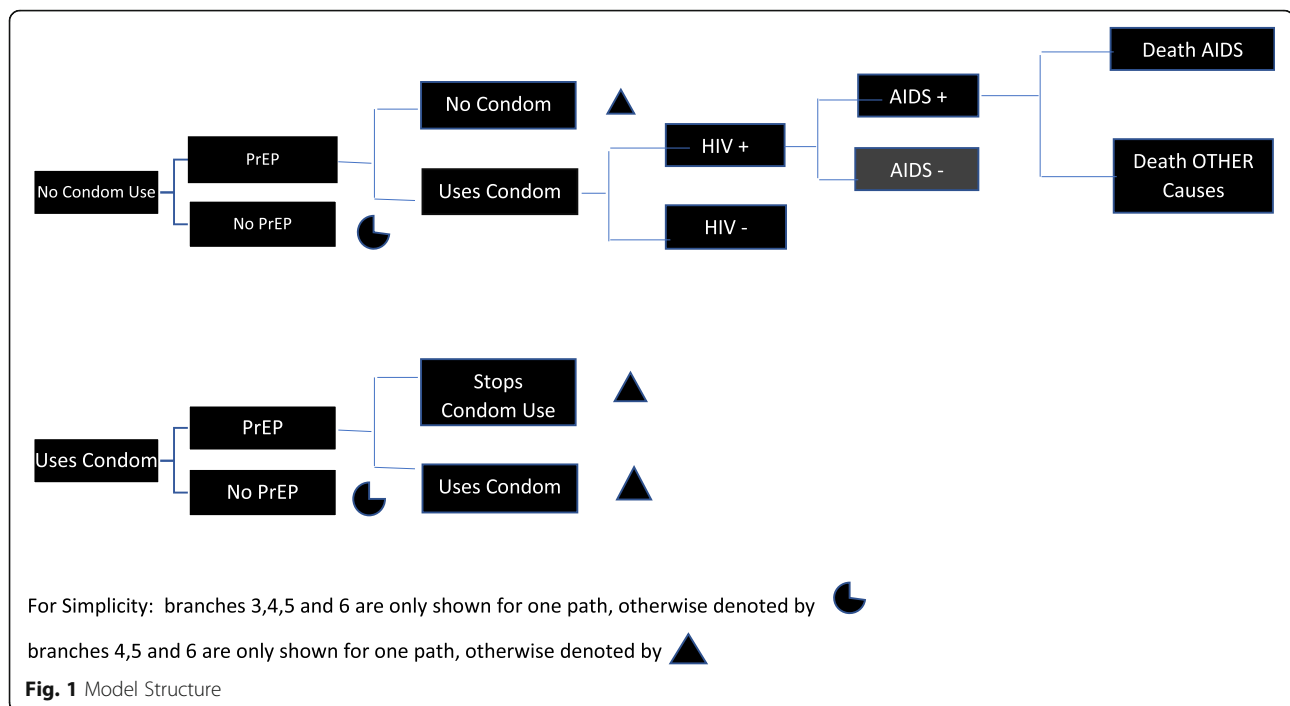 No Condom Use
PrEP
No PrEP
No Condom
Uses Condom
HIV +
HIV -
AIDS +
AIDS -
Death AIDS
Death OTHER
Causes
Uses Condom
PrEP
No PrEP
Stops
Condom Use
Uses Condom
For Simplicity: branches 3,4,5 and 6 are only shown for one path, otherwise denoted by
branches 4,5 and 6 are only shown for one path, otherwise denoted by
Fig. 1 Model Structure